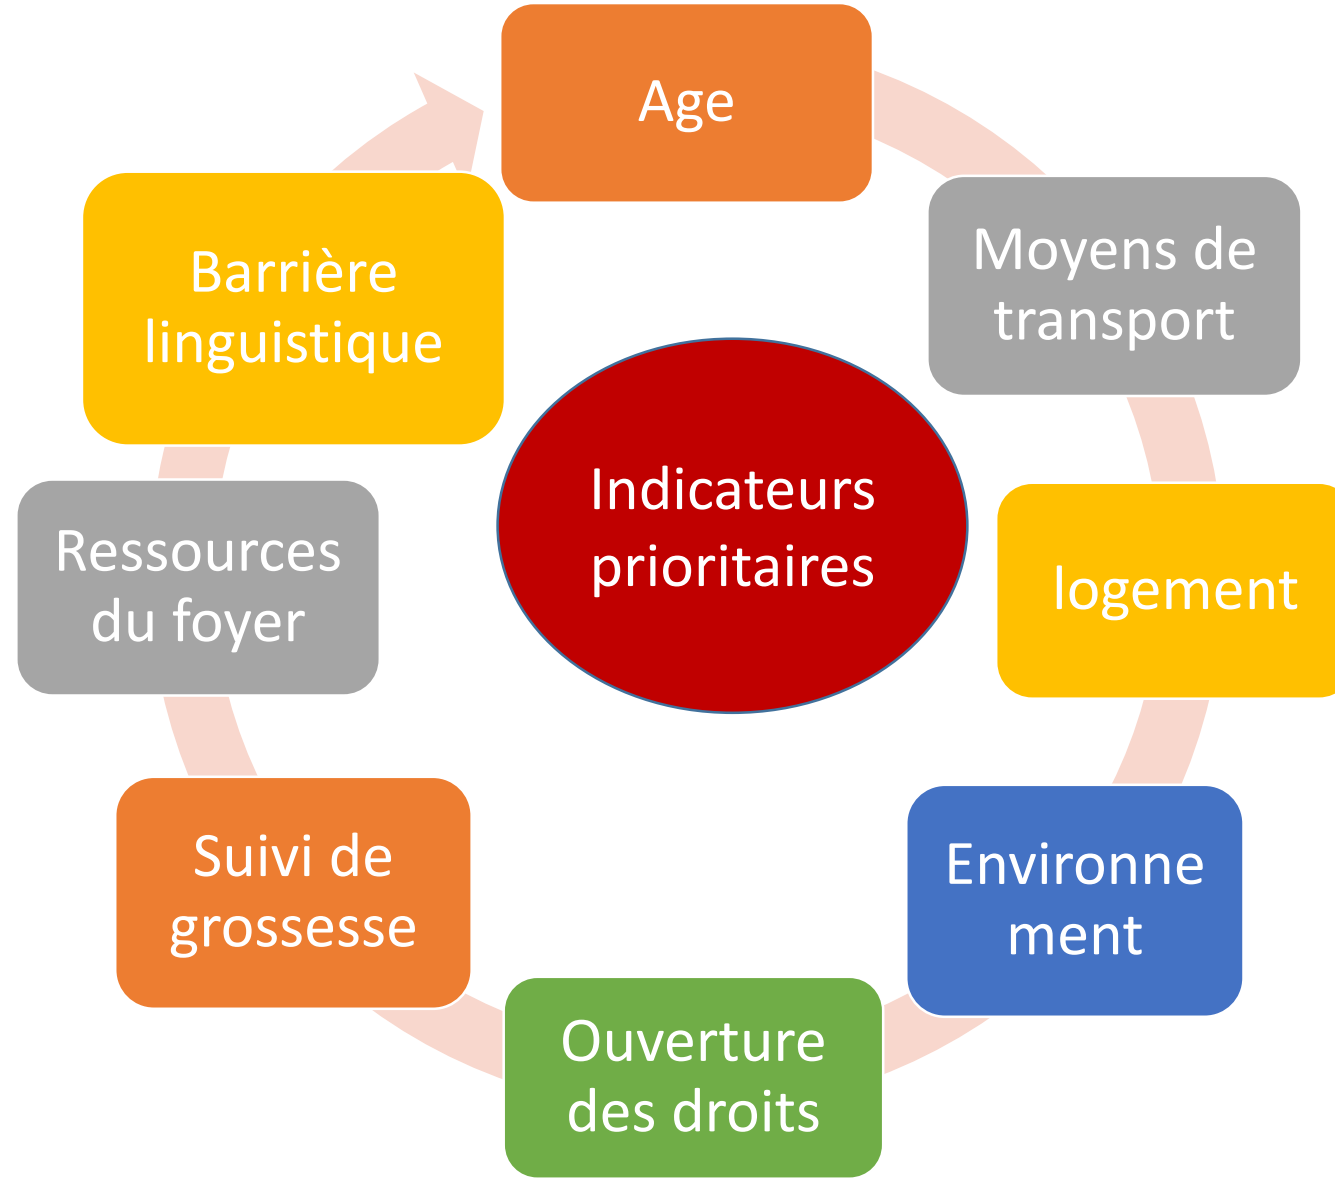 Age
Moyens de
transport
logement
Environne
ment
Ouverture
des droits
Suivi de
grossesse
Ressources
du foyer
Barrière
linguistique
Indicateurs
prioritaires